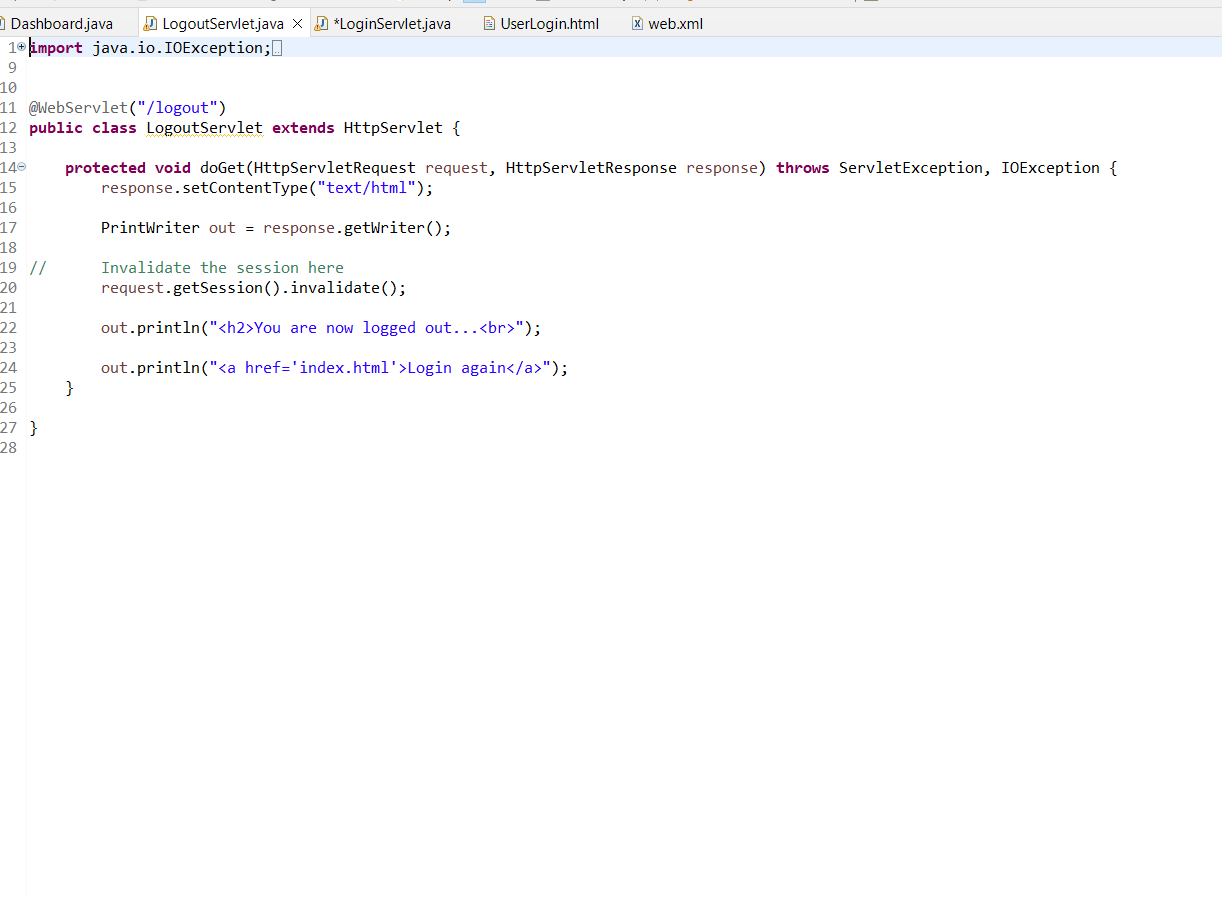 Dashboard.java LogoutServlet.java *LoginServlet.java UserLogin.html web.xml
1 import java.io.IOException;
9
10
11 @WebServlet("/logout")
12 public class LogoutServlet extends HttpServlet {
13
14 protected void doGet(HttpServletRequest request, HttpServletResponse response) throws ServletException, IOException {
15 response.setContentType("text/html");
16
17 PrintWriter out = response.getWriter();
18
19 // Invalidate the session here
20 request.getSession().invalidate();
21
22 out.println("<h2>You are now logged out...<br>");
23
24 out.println("<a href='index.html'>Login again</a>");
25 }
26
27 }
28